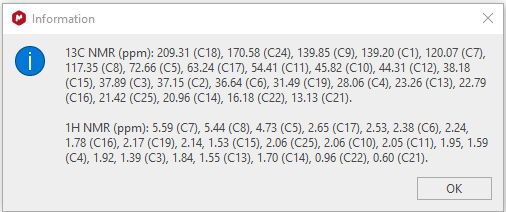 Information
13C NMR (ppm): 209.31 (C18), 170.58 (C24), 139.85 (C9), 139.20 (C1), 120.07 (C7),
117.35 (C8), 72.66 (C5), 63.24 (C17), 54.41 (C11), 45.82 (C10), 44.31 (C12), 38.18
(C15), 37.89 (C3), 37.15 (C2), 36.64 (C6), 31.49 (C19), 28.06 (C4), 23.26 (C13), 22.79
(C16), 21.42 (C25), 20.96 (C14), 16.18 (C22), 13.13 (C21).
1H NMR (ppm): 5.59 (C7), 5.44 (C8), 4.73 (C5), 2.65 (C17), 2.53, 2.38 (C6), 2.24,
1.78 (C16), 2.17 (C19), 2.14, 1.53 (C15), 2.06 (C25), 2.06 (C10), 2.05 (C11), 1.95, 1.59
(C4), 1.92, 1.39 (C3), 1.84, 1.55 (C13), 1.70 (C14), 0.96 (C22), 0.60 (C21).
OK